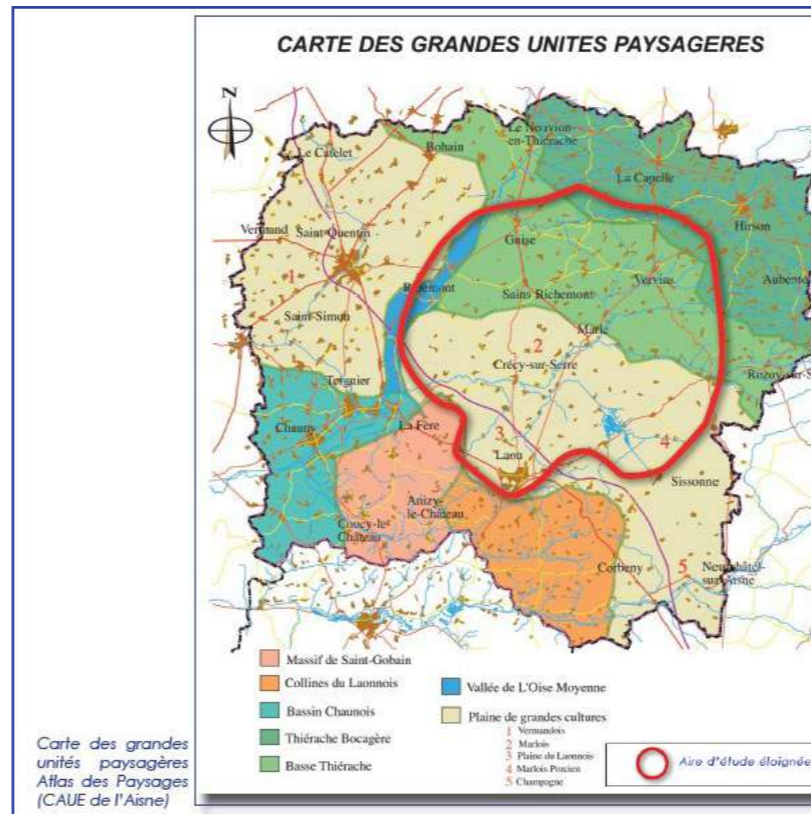 CARTE DES GRANDES UNITES PAYSAGERES
N
Le Catelet
Bohain
Le Nouvion-
en-Thiérache
La Capelle
Hirson
Vermand
Saint-Quentin
Guise
Aubenton
Ribemont
Vervins
1
Sains Richemont
Saint-Simon
Marle
2
Crécy-sur-Serre
Rozoy-sur-S
Tergnier
La Fère
Chauny
3
4
Laon
Sissonne
Anizy-
le-Château
Coucy-le-
Château
Corbeny
5
Neufchâtel-
sur-Aisne
Massif de Saint-Gobain
Collines du Laonnois
Bassin Chaunois
Thiérache Bocagère
Basse Thiérache
Vallée de L'Oise Moyenne
Plaine de grandes cultures
1 Vermandois
2 Marlois
3 Plaine du Laonnois
4 Marlois Porcien
5 Champagne
Aire d'étude éloignée
Carte des grandes
unités paysagères
Atlas des Paysages
(CAUE de l'Aisne)